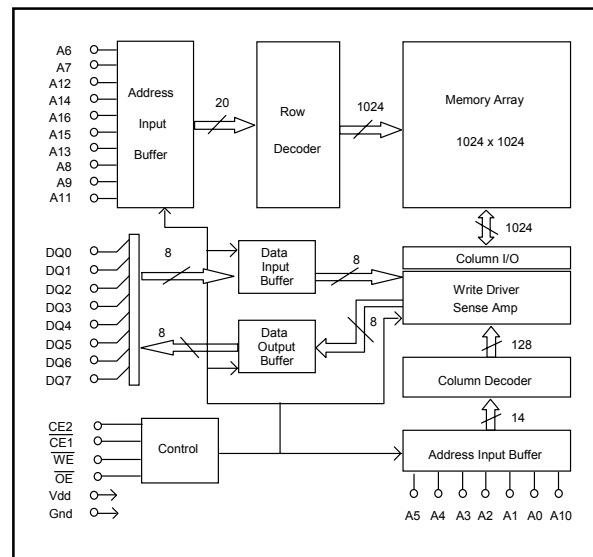 A6
A7
A12
A14
A16
A15
A13
A8
A9
A11
Address
Input
Buffer
20
Row
Decoder
1024
Memory Array
1024 x 1024
1024
DQ0
DQ1
DQ2
DQ3
DQ4
DQ5
DQ6
DQ7
8
Data
Input
Buffer
8
Column I/O
Write Driver
Sense Amp
8
Data
Output
Buffer
8
128
Column Decoder
14
Address Input Buffer
CE2
CE1
WE
OE
Vdd
Gnd
Control
A5 A4 A3 A2 A1 A0 A10